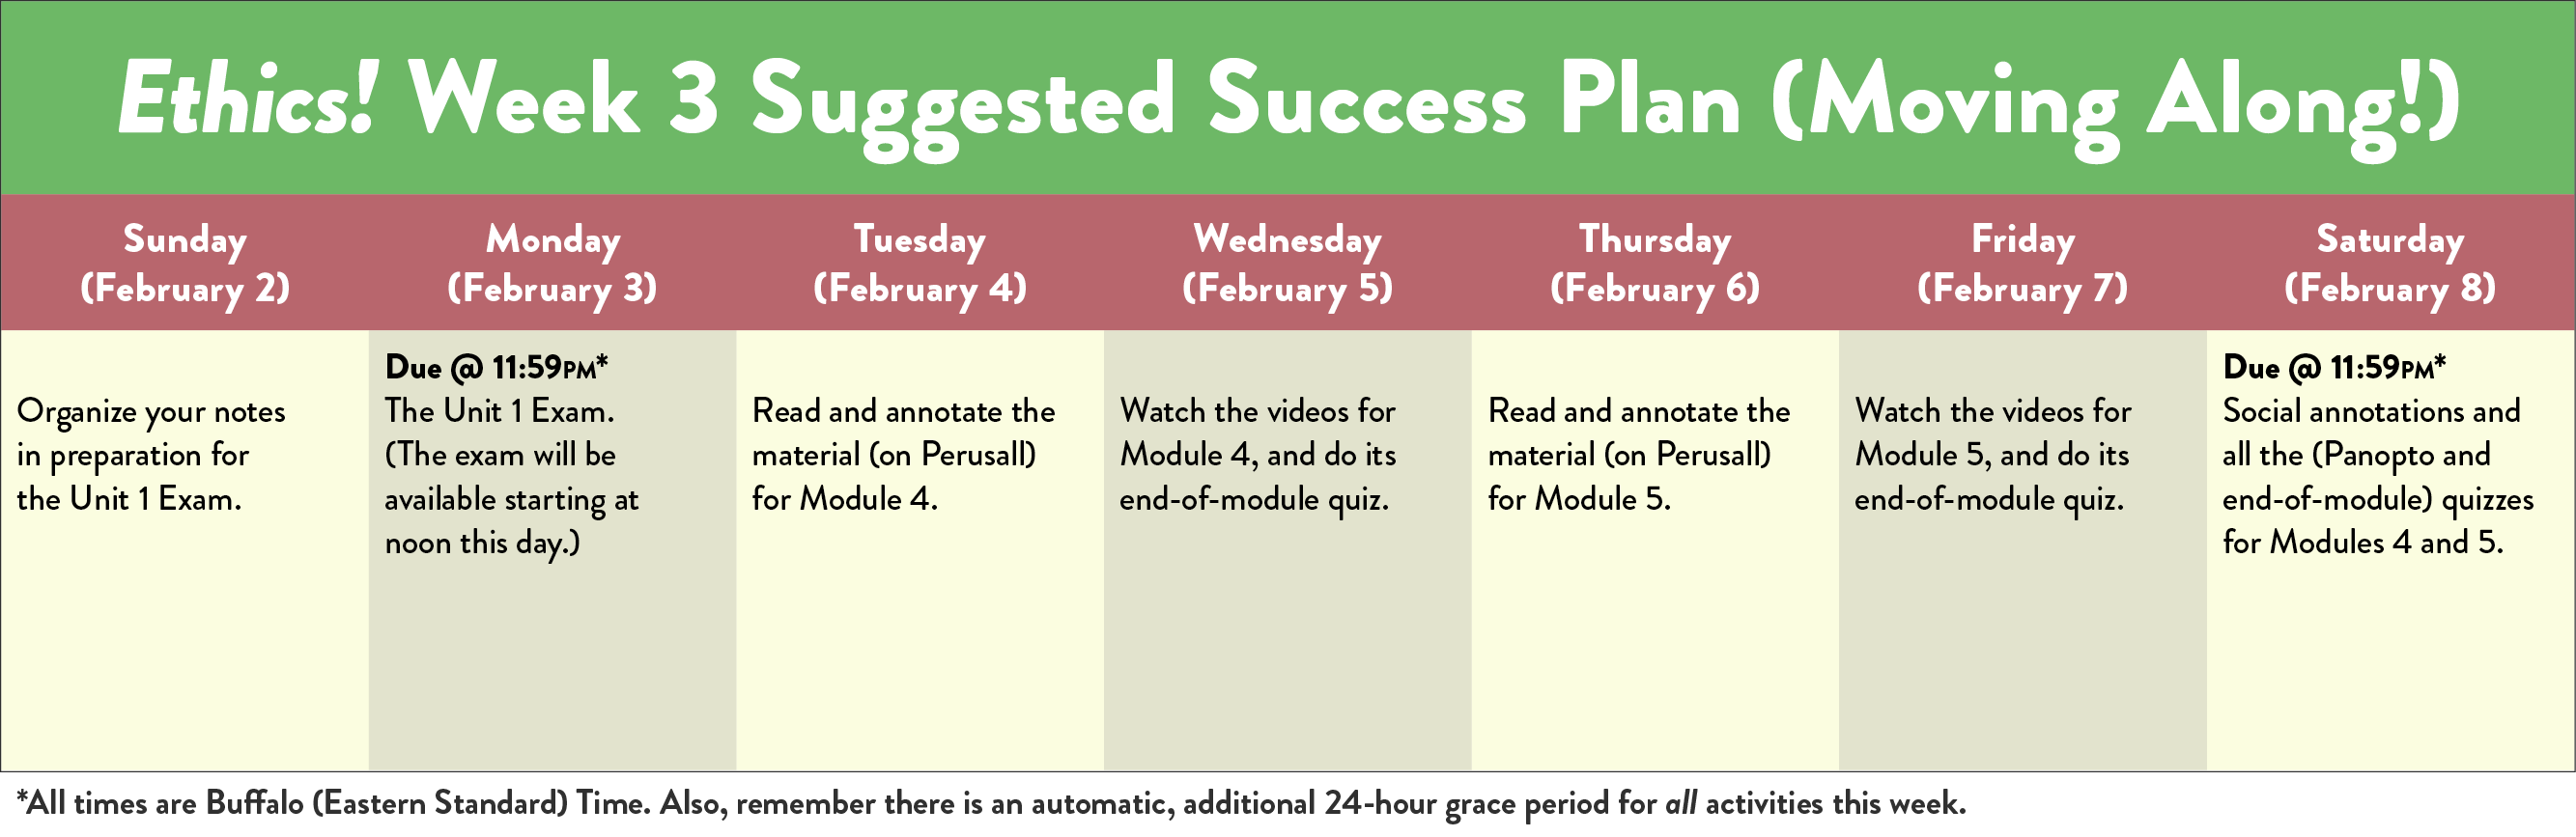 Ethics! Week 3 Suggested Success Plan (Moving Along!)
Sunday
(February 2)
Monday
(February 3)
Tuesday
(February 4)
Wednesday
(February 5)
Thursday
(February 6)
Friday
(February 7)
Saturday
(February 8)
Organize your notes
in preparation for
the Unit 1 Exam.
Due @ 11:59PM*
The Unit 1 Exam.
(The exam will be
available starting at
noon this day.)
Read and annotate the
material (on Perusall)
for Module 4.
Watch the videos for
Module 4, and do its
end-of-module quiz.
Read and annotate the
material (on Perusall)
for Module 5.
Watch the videos for
Module 5, and do its
end-of-module quiz.
Due @ 11:59PM*
Social annotations and
all the (Panopto and
end-of-module) quizzes
for Modules 4 and 5.
*All times are Buffalo (Eastern Standard) Time. Also, remember there is an automatic, additional 24-hour grace period for all activities this week.